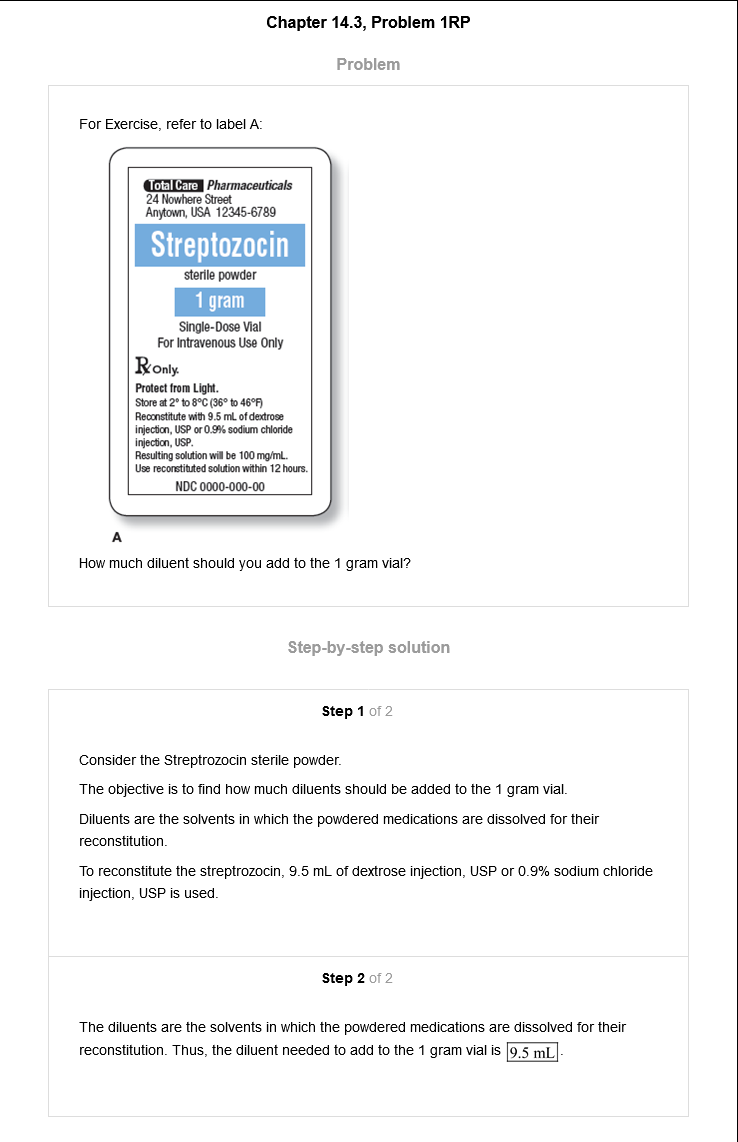 Chapter 14.3, Problem 1RP
Problem
For Exercise, refer to label A:
Total Care Pharmaceuticals
24 Nowhere Street
Anytown, USA 12345-6789
Streptozocin
sterile powder
1 gram
Single-Dose Vial
For Intravenous Use Only
Rx Only.
Protect from Light.
Store at 2° to 8°C (36° to 46°F)
Reconstitute with 9.5 mL of dextrose
injection, USP or 0.9% sodium chloride
injection, USP.
Resulting solution will be 100 mg/mL.
Use reconstituted solution within 12 hours.
NDC 0000-000-00
A
How much diluent should you add to the 1 gram vial?
Step-by-step solution
Step 1 of 2
Consider the Streptrozocin sterile powder.
The objective is to find how much diluents should be added to the 1 gram vial.
Diluents are the solvents in which the powdered medications are dissolved for their
reconstitution.
To reconstitute the streptrozocin, 9.5 mL of dextrose injection, USP or 0.9% sodium chloride
injection, USP is used.
Step 2 of 2
The diluents are the solvents in which the powdered medications are dissolved for their
reconstitution. Thus, the diluent needed to add to the 1 gram vial is 9.5 mL.